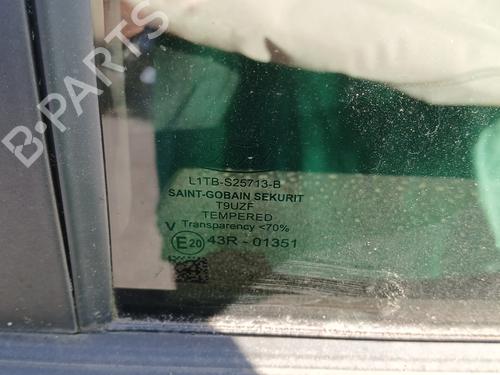 B-PARTS
L1TB-S25713-B
SAINT-GOBAIN SEKURIT
T9UZF
TEMPERED
V Transparency <70%
E20 43R - 01351